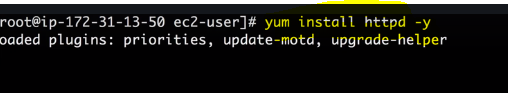 root@ip-172-31-13-50 ec2-user]# yum install httpd -y
oaded plugins: priorities, update-motd, upgrade-helper